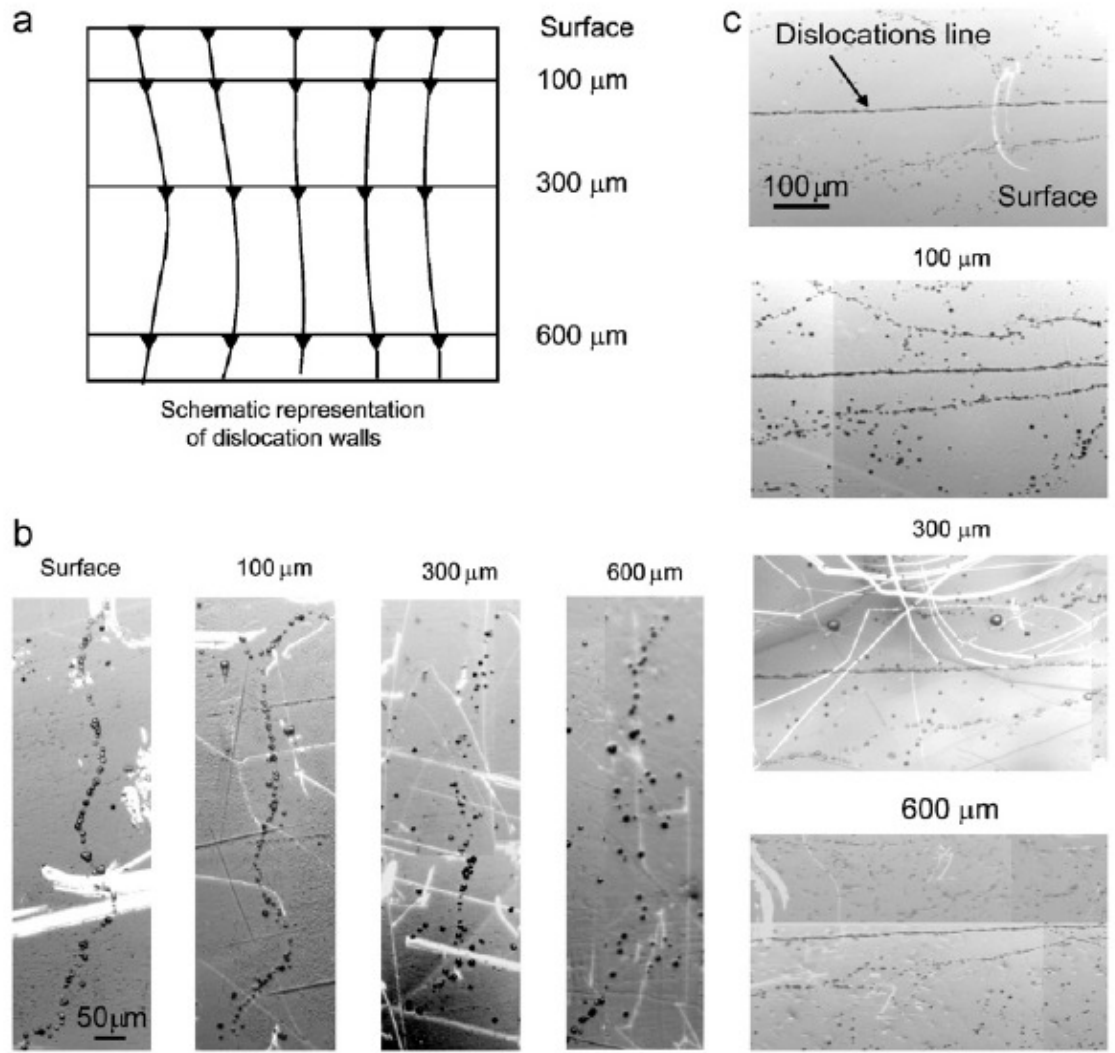 a
Surface
100 μm
300 μm
600 μm
Schematic representation
of dislocation walls
b
Surface
100 μm
300 μm
600 μm
50μm
c
Dislocations line
100μm
Surface
100 μm
300 μm
600 μm